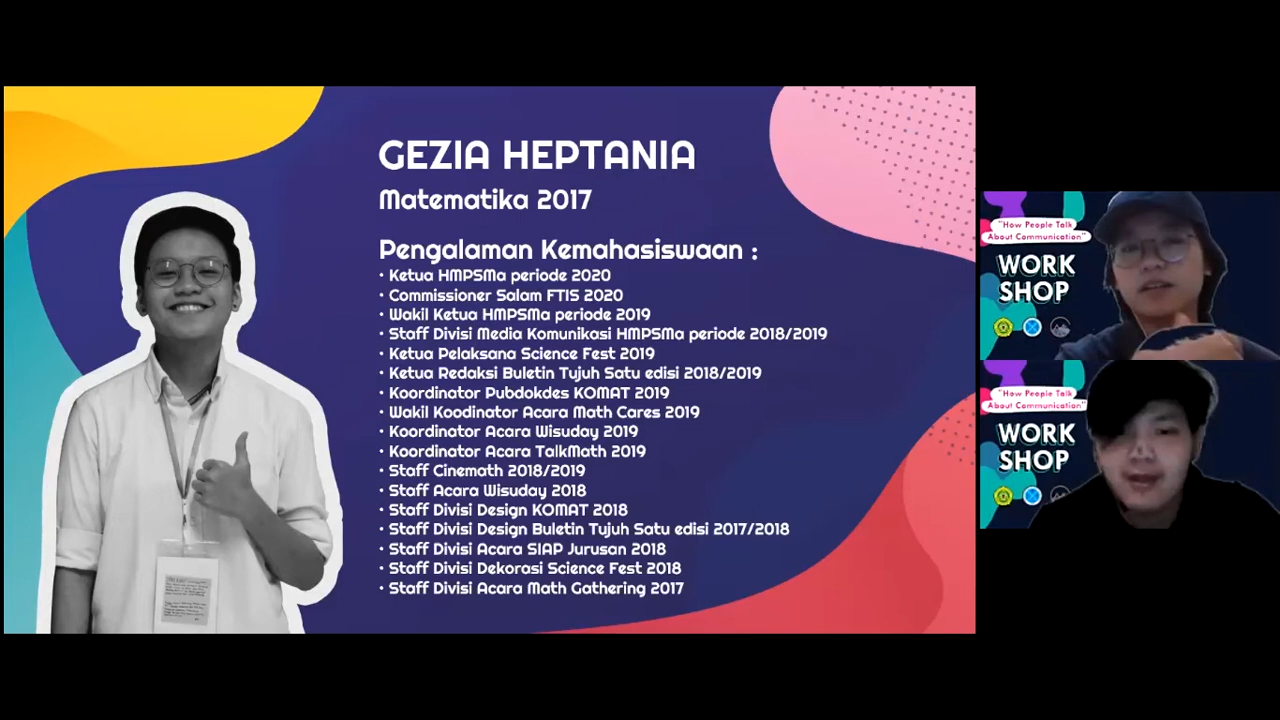 GEZIA HEPTANIA
Matematika 2017
Pengalaman Kemahasiswaan :
• Ketua HMPSMa periode 2020
• Commissioner Salam FTIS 2020
• Wakil Ketua HMPSMa periode 2019
• Staff Divisi Media Komunikasi HMPSMa periode 2018/2019
• Ketua Pelaksana Science Fest 2019
• Ketua Redaksi Buletin Tujuh Satu edisi 2018/2019
• Koordinator Pubdokdes KOMAT 2019
• Wakil Koodinator Acara Math Cares 2019
• Koordinator Acara Wisuday 2019
• Koordinator Acara TalkMath 2019
• Staff Cinemath 2018/2019
• Staff Acara Wisuday 2018
• Staff Divisi Design KOMAT 2018
• Staff Divisi Design Buletin Tujuh Satu edisi 2017/2018
• Staff Divisi Acara SIAP Jurusan 2018
• Staff Divisi Dekorasi Science Fest 2018
• Staff Divisi Acara Math Gathering 2017
"How People Talk
About Communication"
WORK
SHOP
"How People Talk
About Communication"
WORK
SHOP